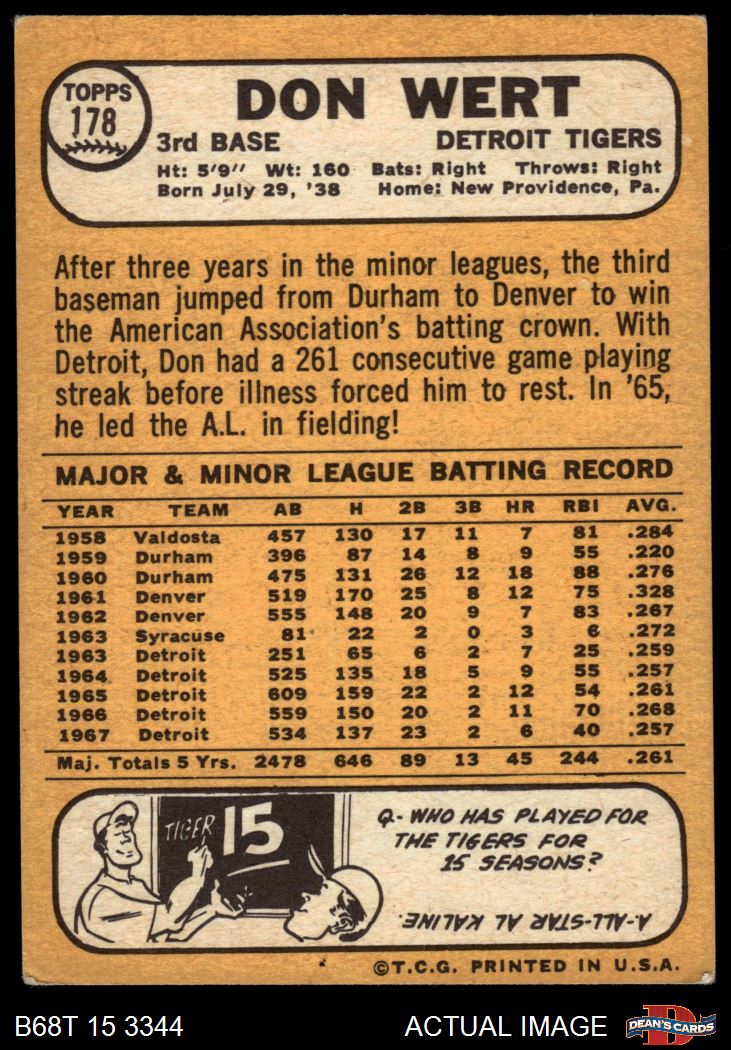 TOPPS
178
DON WERT
3rd BASE DETROIT TIGERS
Ht: 5'9" Wt: 160 Bats: Right Throws: Right
Born July 29, '38 Home: New Providence, Pa.
After three years in the minor leagues, the third
baseman jumped from Durham to Denver to win
the American Association's batting crown. With
Detroit, Don had a 261 consecutive game playing
streak before illness forced him to rest. In '65,
he led the A.L. in fielding!
MAJOR & MINOR LEAGUE BATTING RECORD
YEAR TEAM AB H 2B 3B HR RBI AVG.
1958 Valdosta 457 130 17 11 7 81 .284
1959 Durham 396 87 14 8 9 55 .220
1960 Durham 475 131 26 12 18 88 .276
1961 Denver 519 170 25 8 12 75 .328
1962 Denver 555 148 20 9 7 83 .267
1963 Syracuse 81 22 2 0 3 6 .272
1963 Detroit 251 65 6 2 7 25 .259
1964 Detroit 525 135 18 5 9 55 .257
1965 Detroit 609 159 22 2 12 54 .261
1966 Detroit 559 150 20 2 11 70 .268
1967 Detroit 534 137 23 2 6 40 .257
Maj. Totals 5 Yrs. 2478 646 89 13 45 244 .261
TIGER 15
Q- WHO HAS PLAYED FOR
THE TIGERS FOR
15 SEASONS?
A-ALL-STAR AL KALINE.
©T.C.G. PRINTED IN U.S.A.
B68T 15 3344 ACTUAL IMAGE
D
DEAN'S CARDS